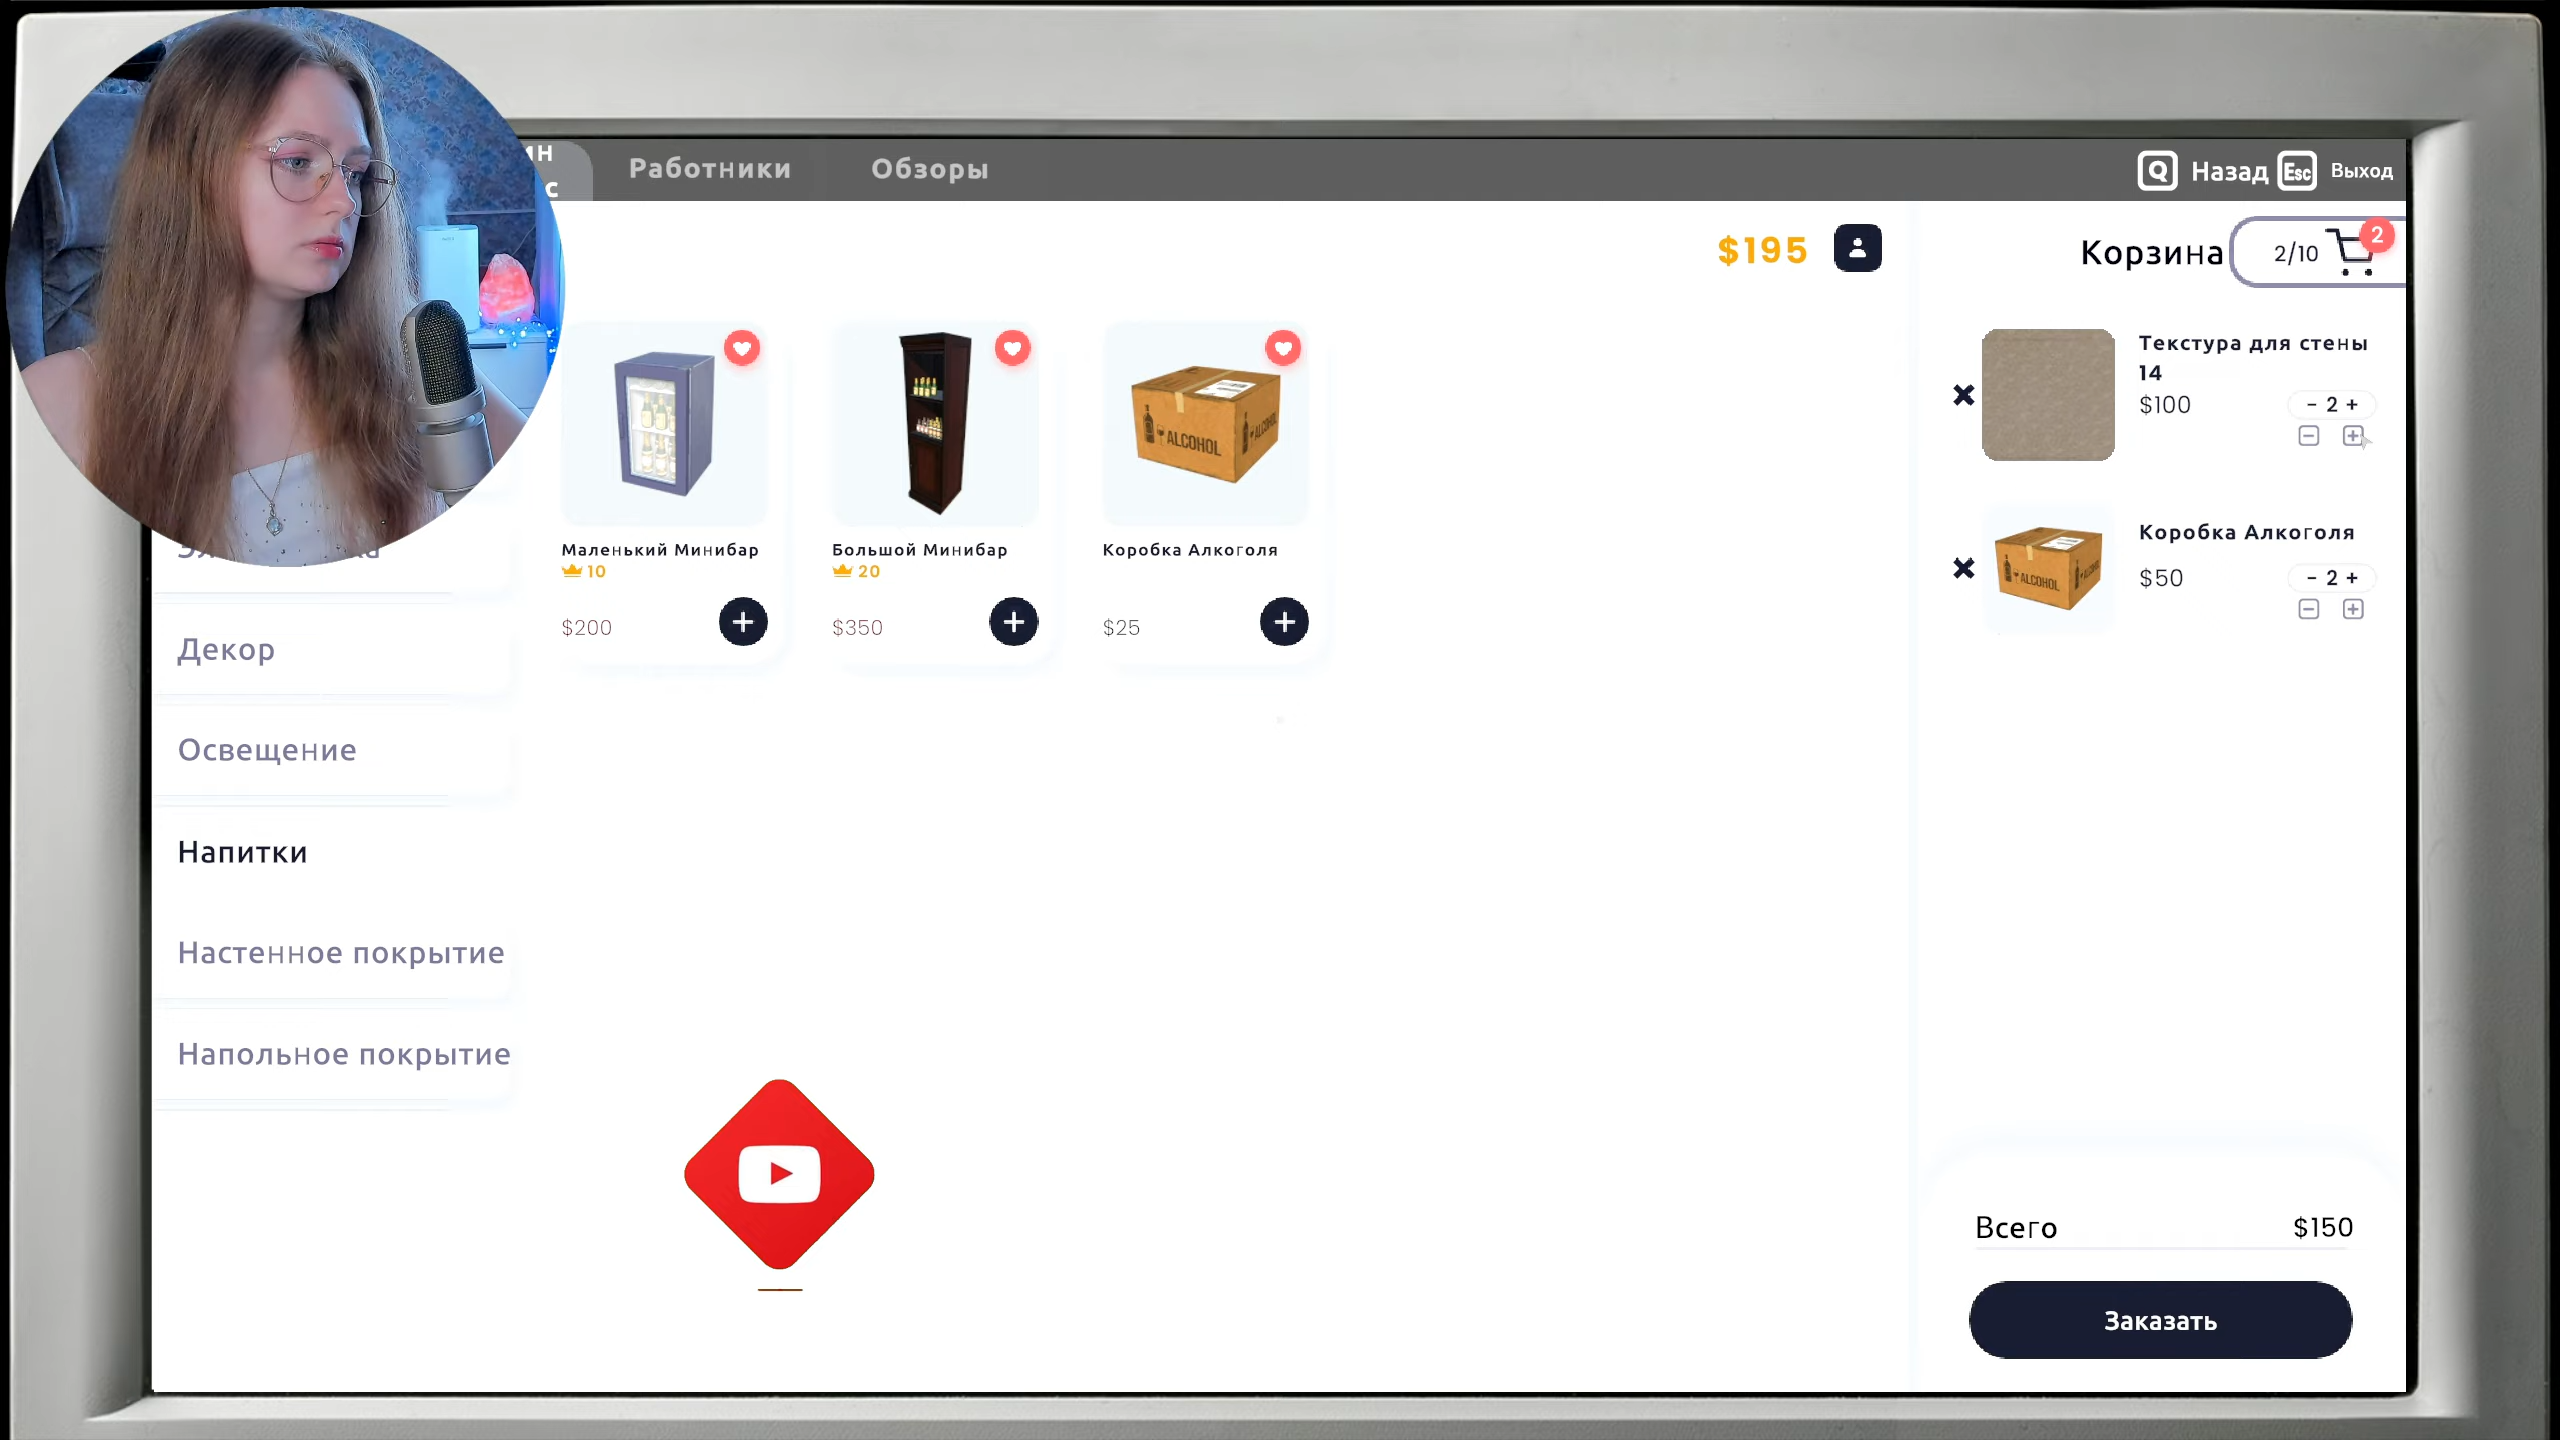 Работники
Обзоры
Q Назад Esc Выход
$195
Корзина
2/10
2
Текстура для стены
14
$100
- 2 +
ALCOHOL
Коробка Алкоголя
$50
- 2 +
ALCOHOL
Маленький Минибар
10
$200
Большой Минибар
20
$350
Коробка Алкоголя
$25
Декор
Освещение
Напитки
Настенное покрытие
Напольное покрытие
Всего
$150
Заказать